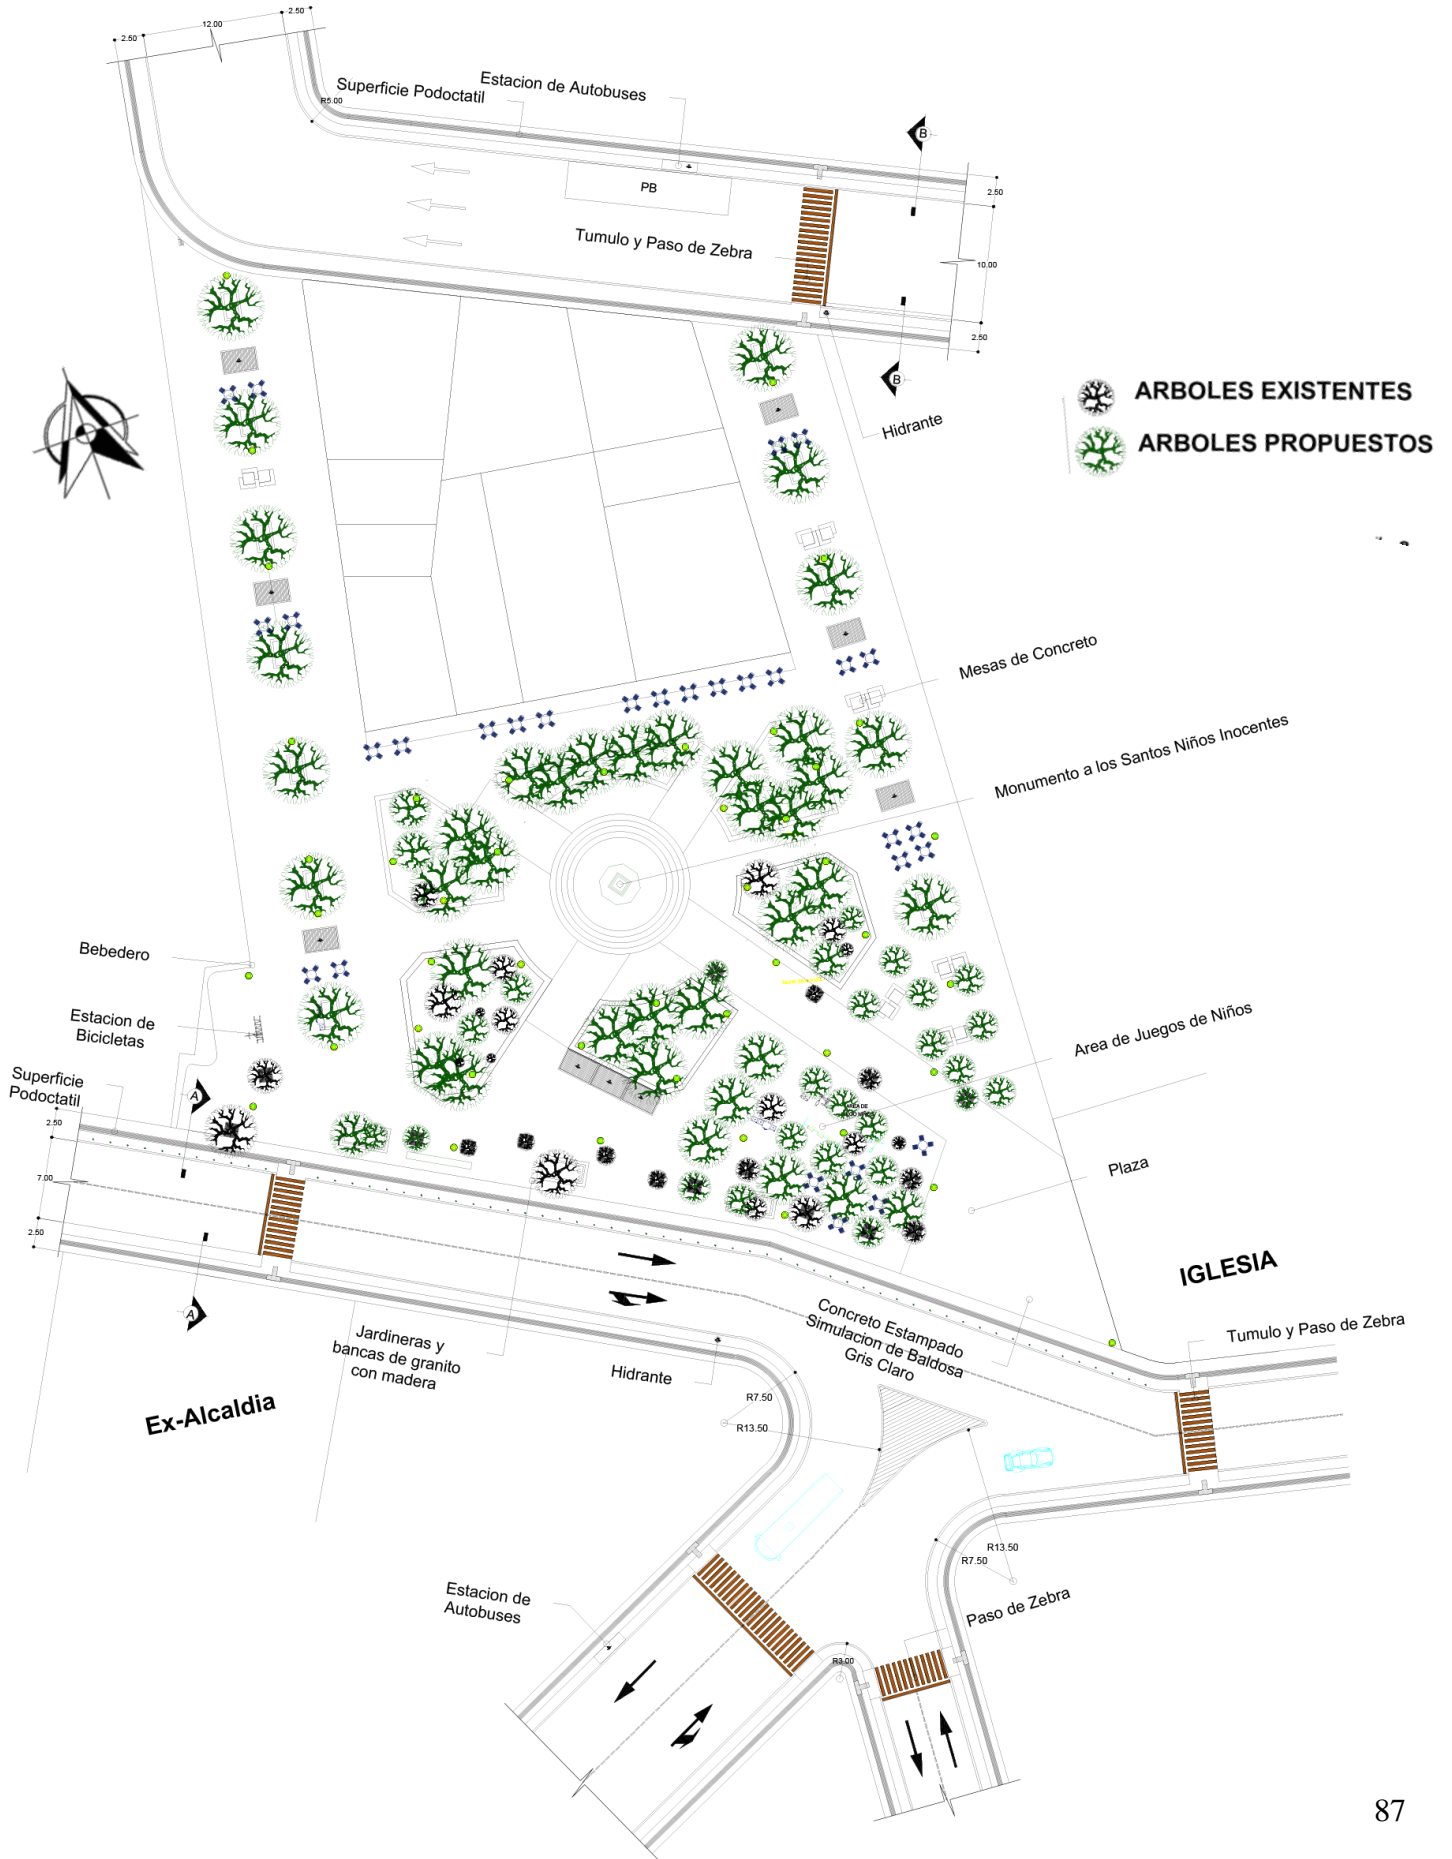 2.50
12.00
2.50
Superficie Podoctatil
Estacion de Autobuses
R5.00
B
PB
2.50
Tumulo y Paso de Zebra
10.00
2.50
B
ARBOLES EXISTENTES
Hidrante
ARBOLES PROPUESTOS
Mesas de Concreto
Monumento a los Santos Niños Inocentes
Bebedero
Estacion de
Bicicletas
Area de Juegos de Niños
Superficie
Podoctatil
A
AREA DE
2.50
7.00
2.50
Plaza
A
IGLESIA
Concreto Estampado
Simulacion de Baldosa
Gris Claro
Tumulo y Paso de Zebra
Jardineras y
bancas de granito
con madera
Hidrante
Ex-Alcaldia
R7.50
R13.50
R13.50
R7.50
Estacion de
Autobuses
Paso de Zebra
R3.00
87